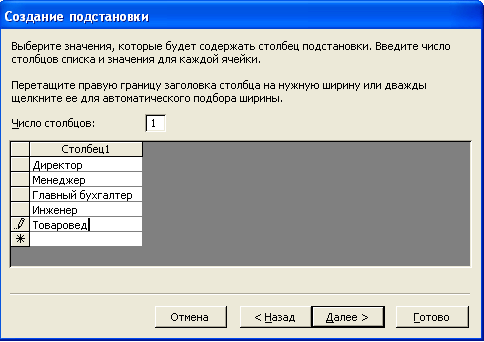 Создание подстановки
Выберите значения, которые будет содержать столбец подстановки. Введите число
столбцов списка и значения для каждой ячейки.
Перетащите правую границу заголовка столбца на нужную ширину или дважды
щелкните ее для автоматического подбора ширины.
Число столбцов: 1
Столбец1
Директор
Менеджер
Главный бухгалтер
Инженер
Товаровед
Отмена < Назад Далее > Готово